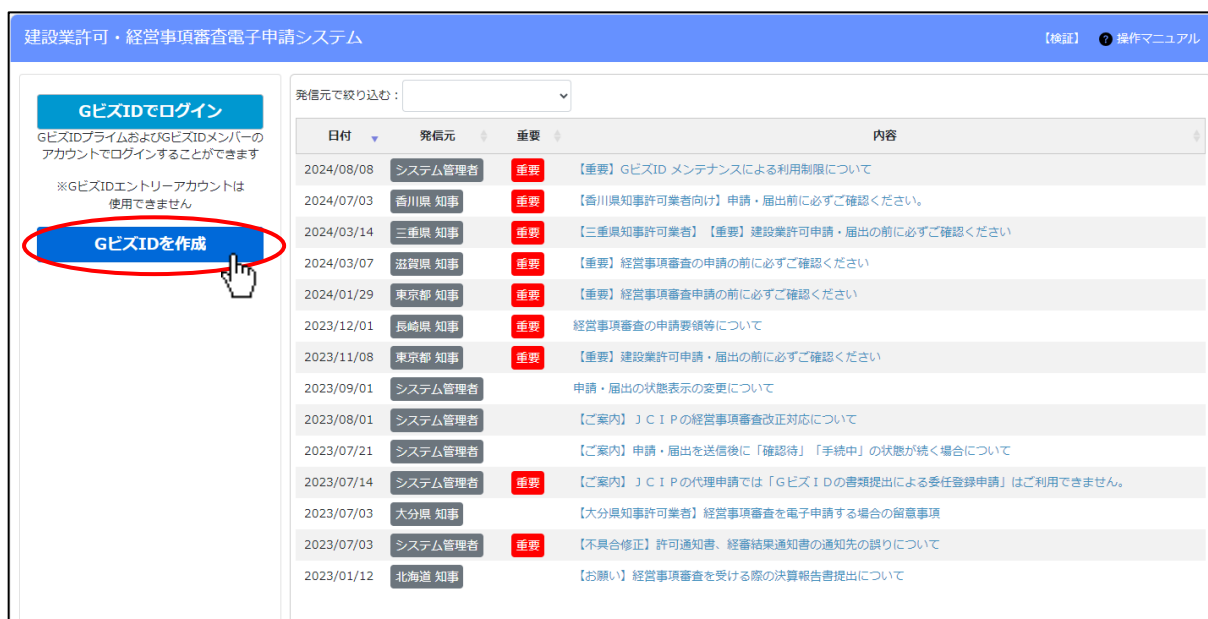 建設業許可・経営事項審査電子申請システム
【検証】 ? 操作マニュアル
GビズIDでログイン
GビズIDプライムおよびGビズIDメンバーの
アカウントでログインすることができます
※GビズIDエントリーアカウントは
使用できません
GビズIDを作成
発信元で絞り込む：
日付 発信元 重要 内容
2024/08/08 システム管理者 重要 【重要】GビズID メンテナンスによる利用制限について
2024/07/03 香川県 知事 重要 【香川県知事許可業者向け】申請・届出前に必ずご確認ください。
2024/03/14 三重県 知事 重要 【三重県知事許可業者】【重要】建設業許可申請・届出の前に必ずご確認ください
2024/03/07 滋賀県 知事 重要 【重要】経営事項審査の申請の前に必ずご確認ください
2024/01/29 東京都 知事 重要 【重要】経営事項審査申請の前に必ずご確認ください
2023/12/01 長崎県 知事 重要 経営事項審査の申請要領等について
2023/11/08 東京都 知事 重要 【重要】建設業許可申請・届出の前に必ずご確認ください
2023/09/01 システム管理者 申請・届出の状態表示の変更について
2023/08/01 システム管理者 【ご案内】ＪＣＩＰの経営事項審査改正対応について
2023/07/21 システム管理者 【ご案内】申請・届出を送信後に「確認待」「手続中」の状態が続く場合について
2023/07/14 システム管理者 重要 【ご案内】ＪＣＩＰの代理申請では「GビズＩＤの書類提出による委任登録申請」はご利用できません。
2023/07/03 大分県 知事 【大分県知事許可業者】経営事項審査を電子申請する場合の留意事項
2023/07/03 システム管理者 重要 【不具合修正】許可通知書、経審結果通知書の通知先の誤りについて
2023/01/12 北海道 知事 【お願い】経営事項審査を受ける際の決算報告書提出について